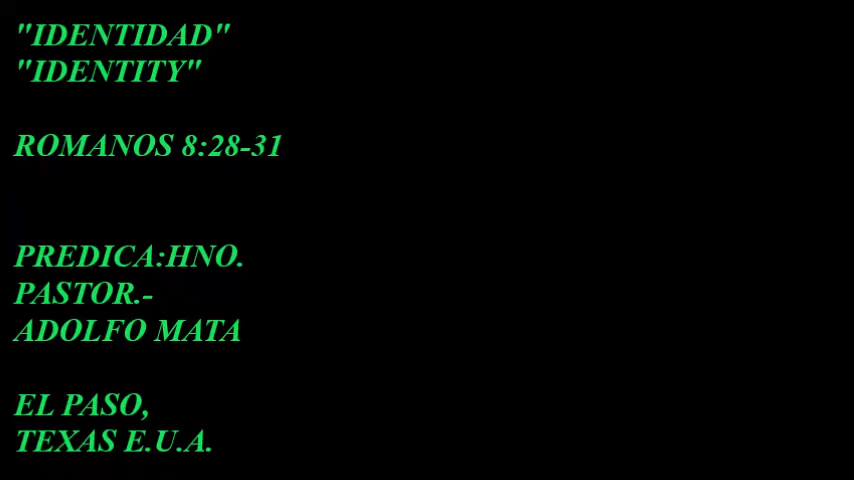 "IDENTIDAD"
"IDENTITY"
ROMANOS 8:28-31
PREDICA:HNO.
PASTOR.-
ADOLFO MATA
EL PASO,
TEXAS E.U.A.